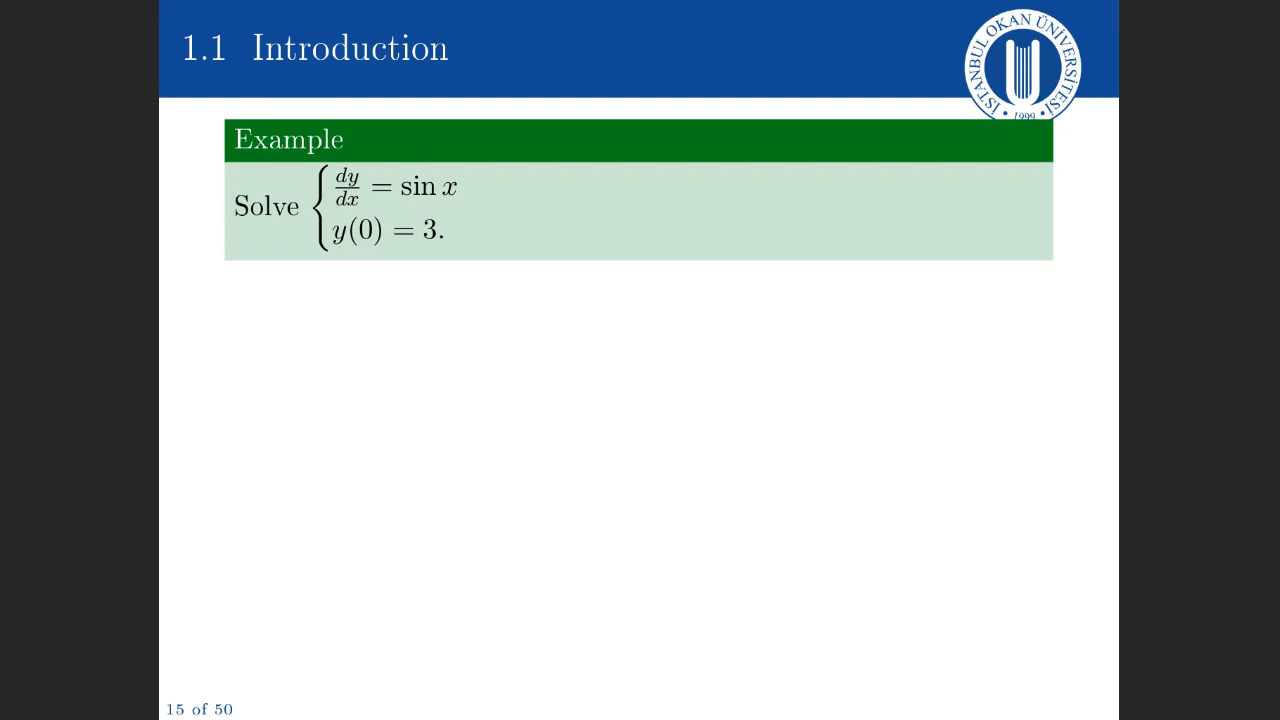 1.1 Introduction
İSTANBUL OKAN ÜNİVERSİTESİ
• 1999 •
Example
Solve { dy/dx = sin x
y(0) = 3.
15 of 50